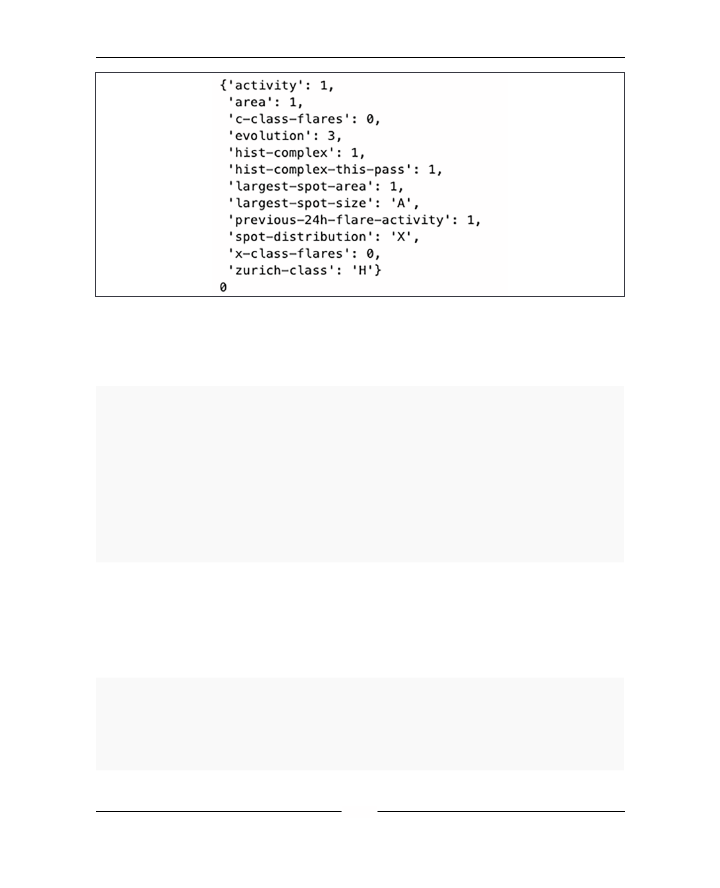 {'activity': 1,
 'area': 1,
 'c-class-flares': 0,
 'evolution': 3,
 'hist-complex': 1,
 'hist-complex-this-pass': 1,
 'largest-spot-area': 1,
 'largest-spot-size': 'A',
 'previous-24h-flare-activity': 1,
 'spot-distribution': 'X',
 'x-class-flares': 0,
 'zurich-class': 'H'}
0